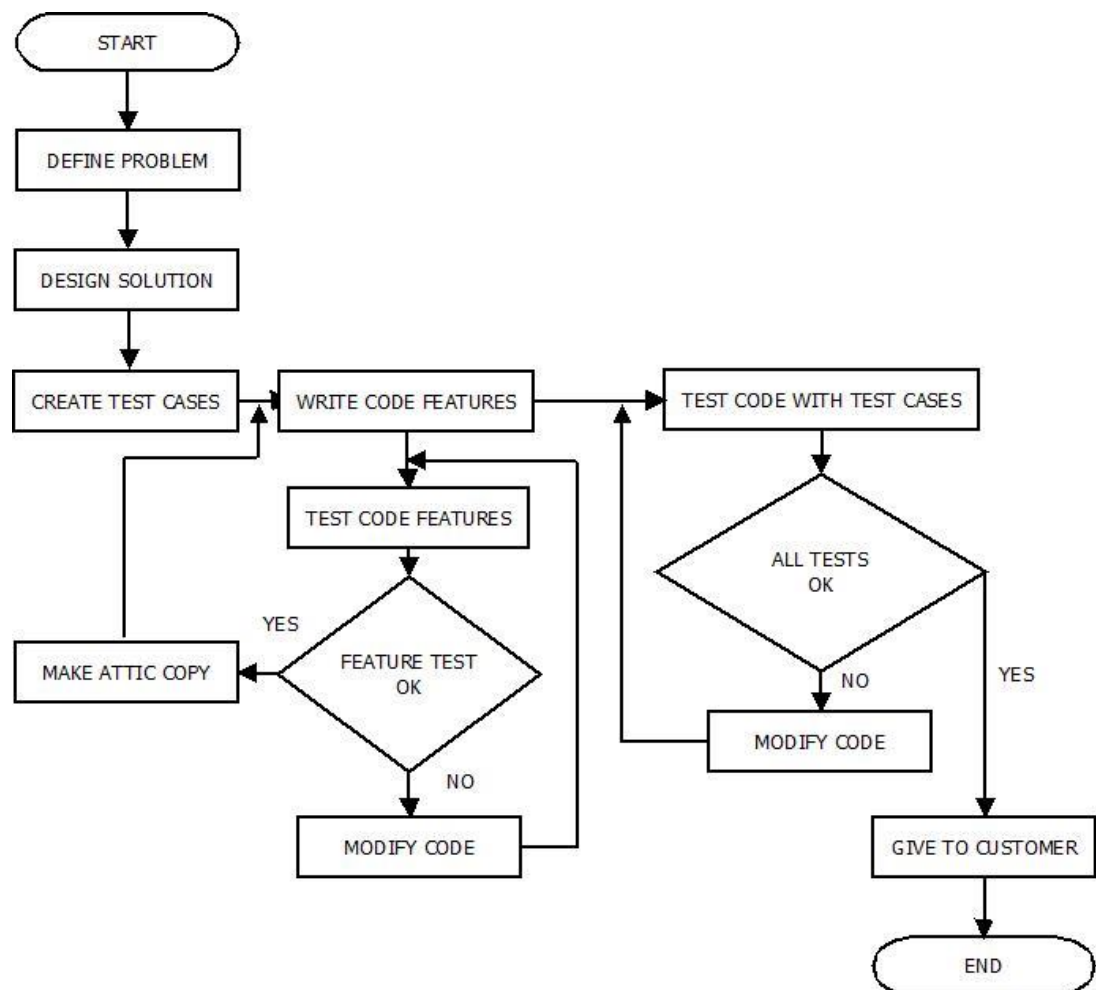 START
DEFINE PROBLEM
DESIGN SOLUTION
CREATE TEST CASES
WRITE CODE FEATURES
TEST CODE WITH TEST CASES
TEST CODE FEATURES
ALL TESTS
OK
YES
FEATURE TEST
OK
MAKE ATTIC COPY
NO
YES
MODIFY CODE
NO
MODIFY CODE
GIVE TO CUSTOMER
END